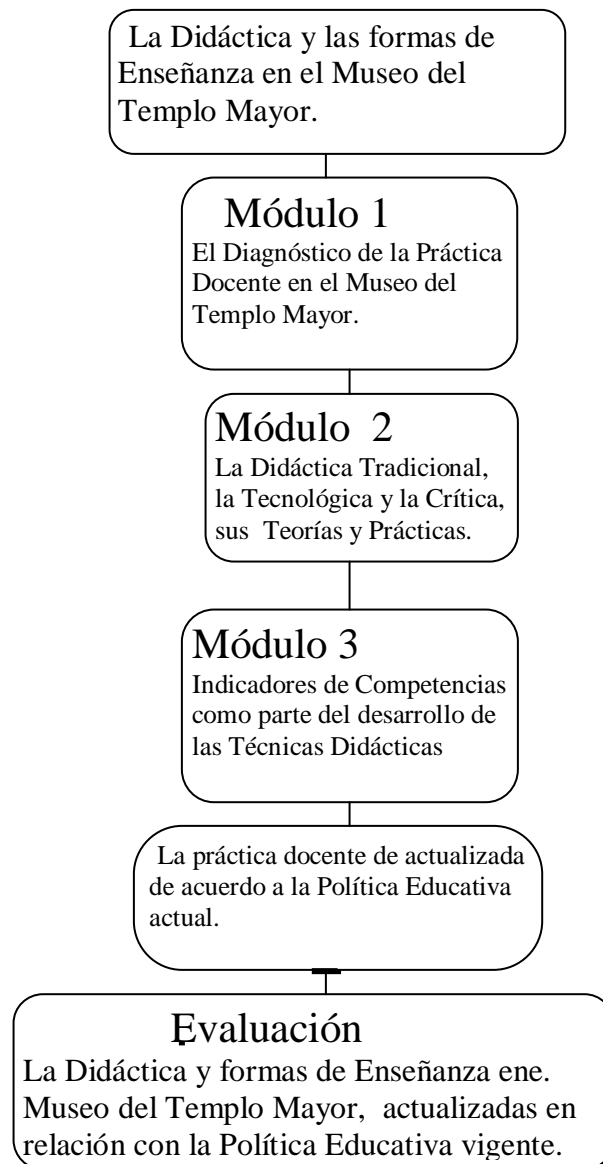 La Didáctica y las formas de
Enseñanza en el Museo del
Templo Mayor.
Módulo 1
El Diagnóstico de la Práctica
Docente en el Museo del
Templo Mayor.
Módulo 2
La Didáctica Tradicional,
la Tecnológica y la Crítica,
sus Teorías y Prácticas.
Módulo 3
Indicadores de Competencias
como parte del desarrollo de
las Técnicas Didácticas
La práctica docente de actualizada
de acuerdo a la Política Educativa
actual.
Evaluación
La Didáctica y formas de Enseñanza ene.
Museo del Templo Mayor, actualizadas en
relación con la Política Educativa vigente.